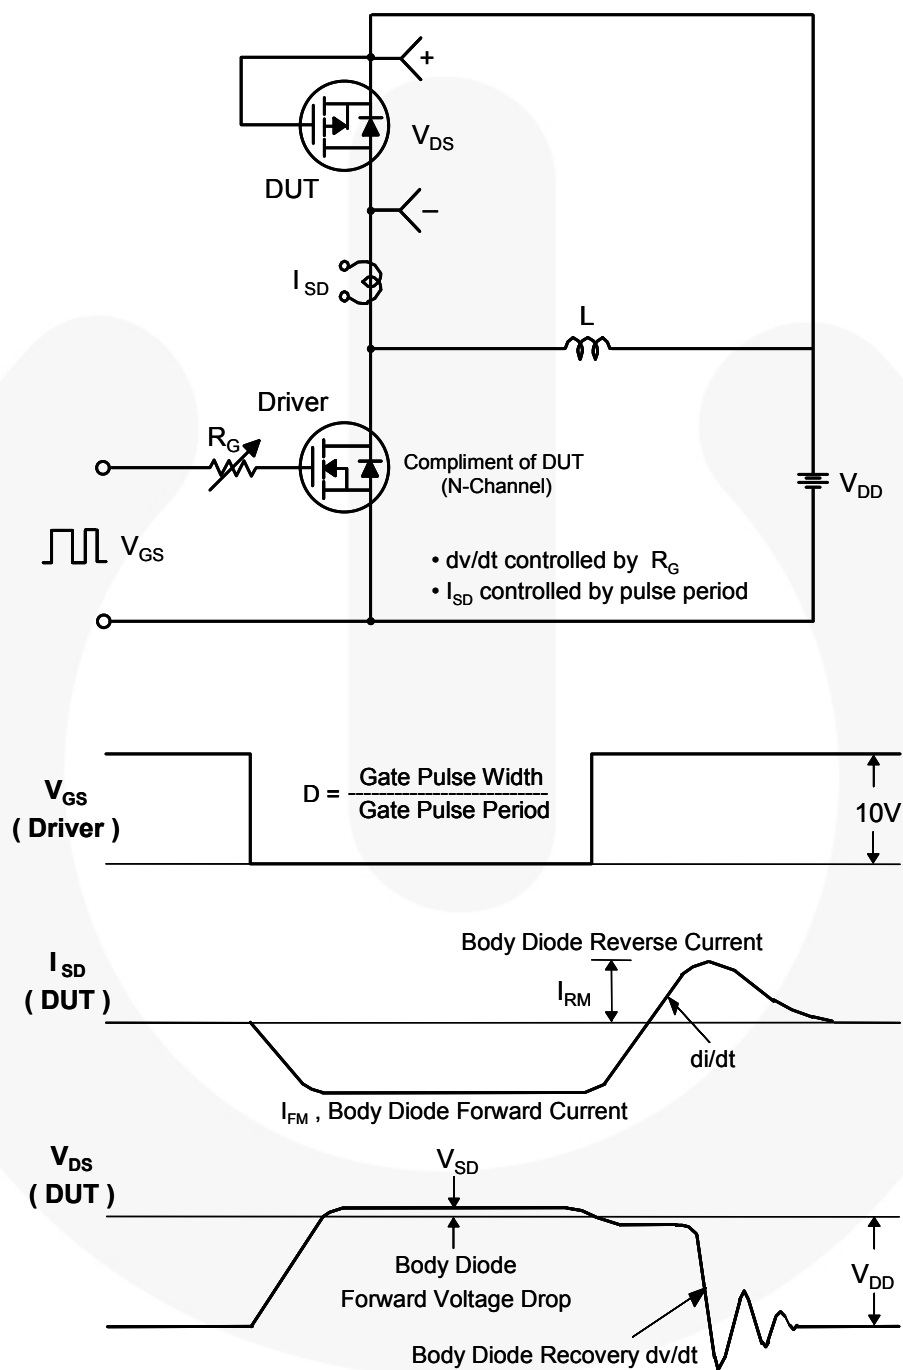 +
V_DS
DUT
−
I_SD
L
Driver
R_G
Compliment of DUT
(N-Channel)
V_DD
V_GS
• dv/dt controlled by R_G
• I_SD controlled by pulse period
V_GS
( Driver )
D = Gate Pulse Width
Gate Pulse Period
10V
Body Diode Reverse Current
I_SD
( DUT )
I_RM
di/dt
I_FM , Body Diode Forward Current
V_DS
( DUT )
V_SD
Body Diode
Forward Voltage Drop
V_DD
Body Diode Recovery dv/dt